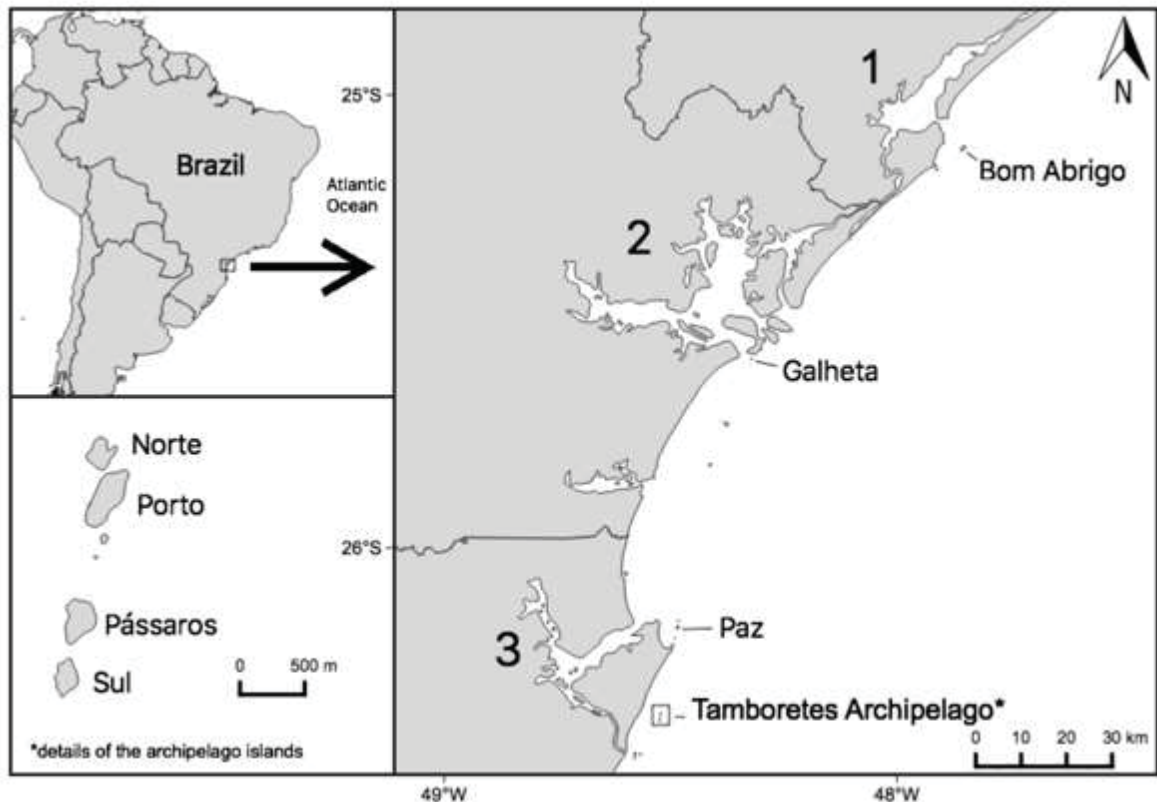 Brazil
Atlantic
Ocean
25°S
1
N
Bom Abrigo
2
Galheta
Norte
Porto
26°S
Pássaros
Sul
0 500 m
*details of the archipelago islands
3
Paz
Tamboretes Archipelago*
0 10 20 30 km
49°W
48°W